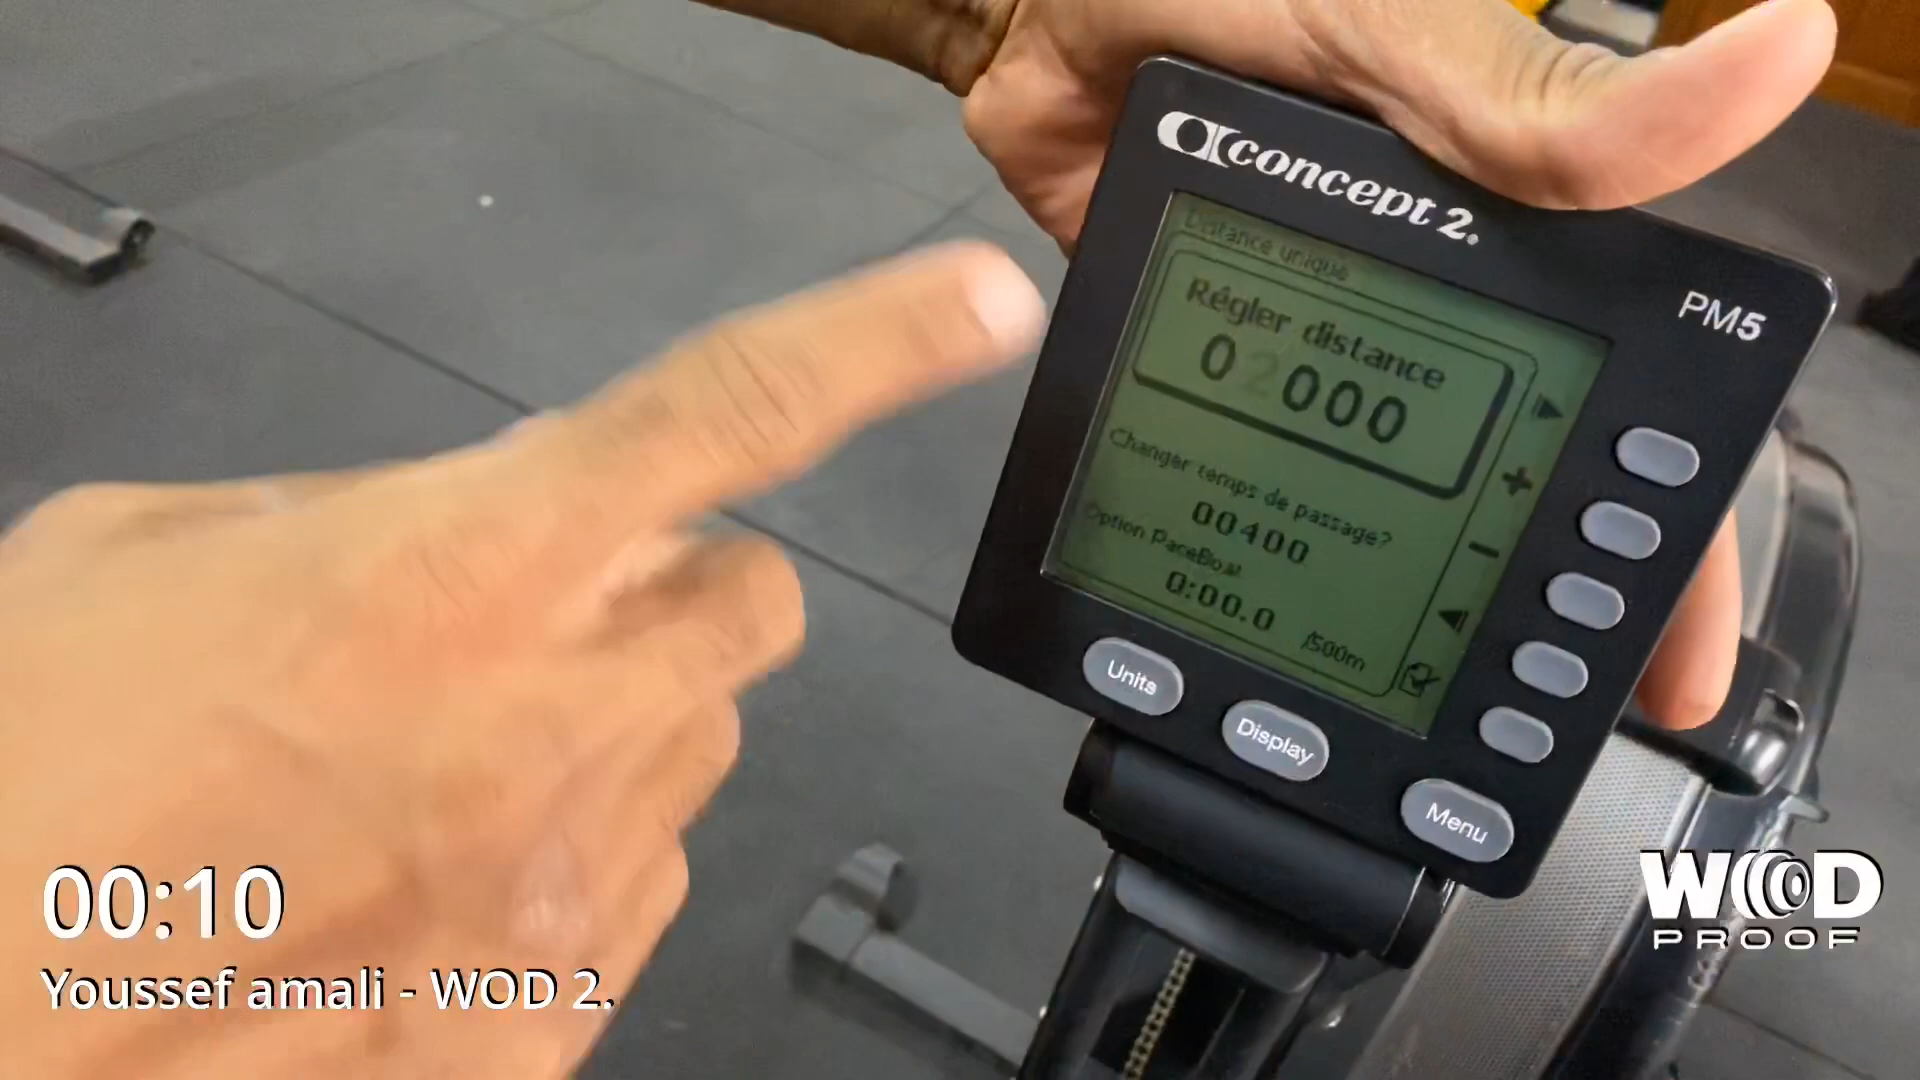 concept 2.
PM5
Distance unique
Régler distance
02000
Changer temps de passage?
00400
Option PaceBoat
0:00.0 /500m
Units
Display
Menu
00:10
Youssef amali - WOD 2.
WOD
PROOF